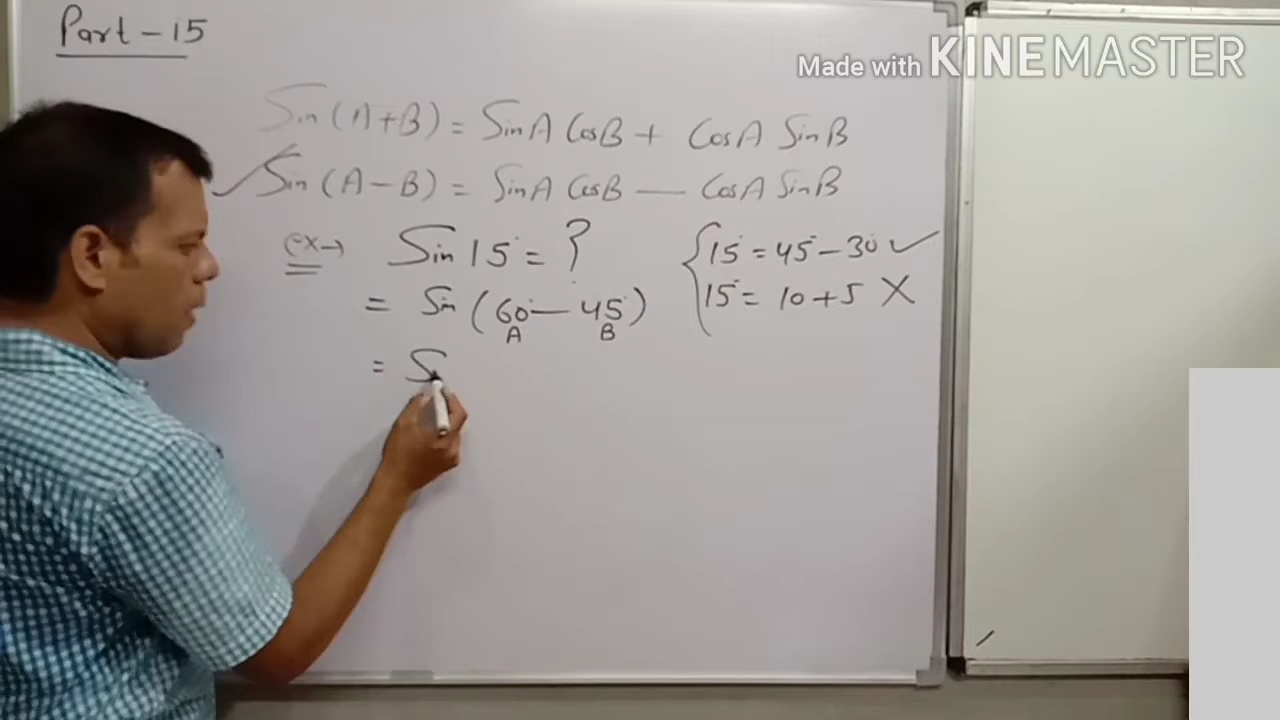 Part - 15
Made with KINEMASTER
Sin (A+B) = SinA CosB + CosA SinB
Sin (A-B) = SinA CosB - CosA SinB
ex→ Sin 15° = ?
15° = 45° - 30° ✓
15° = 10 + 5 X
= Sin (60° - 45°)
A B
= S